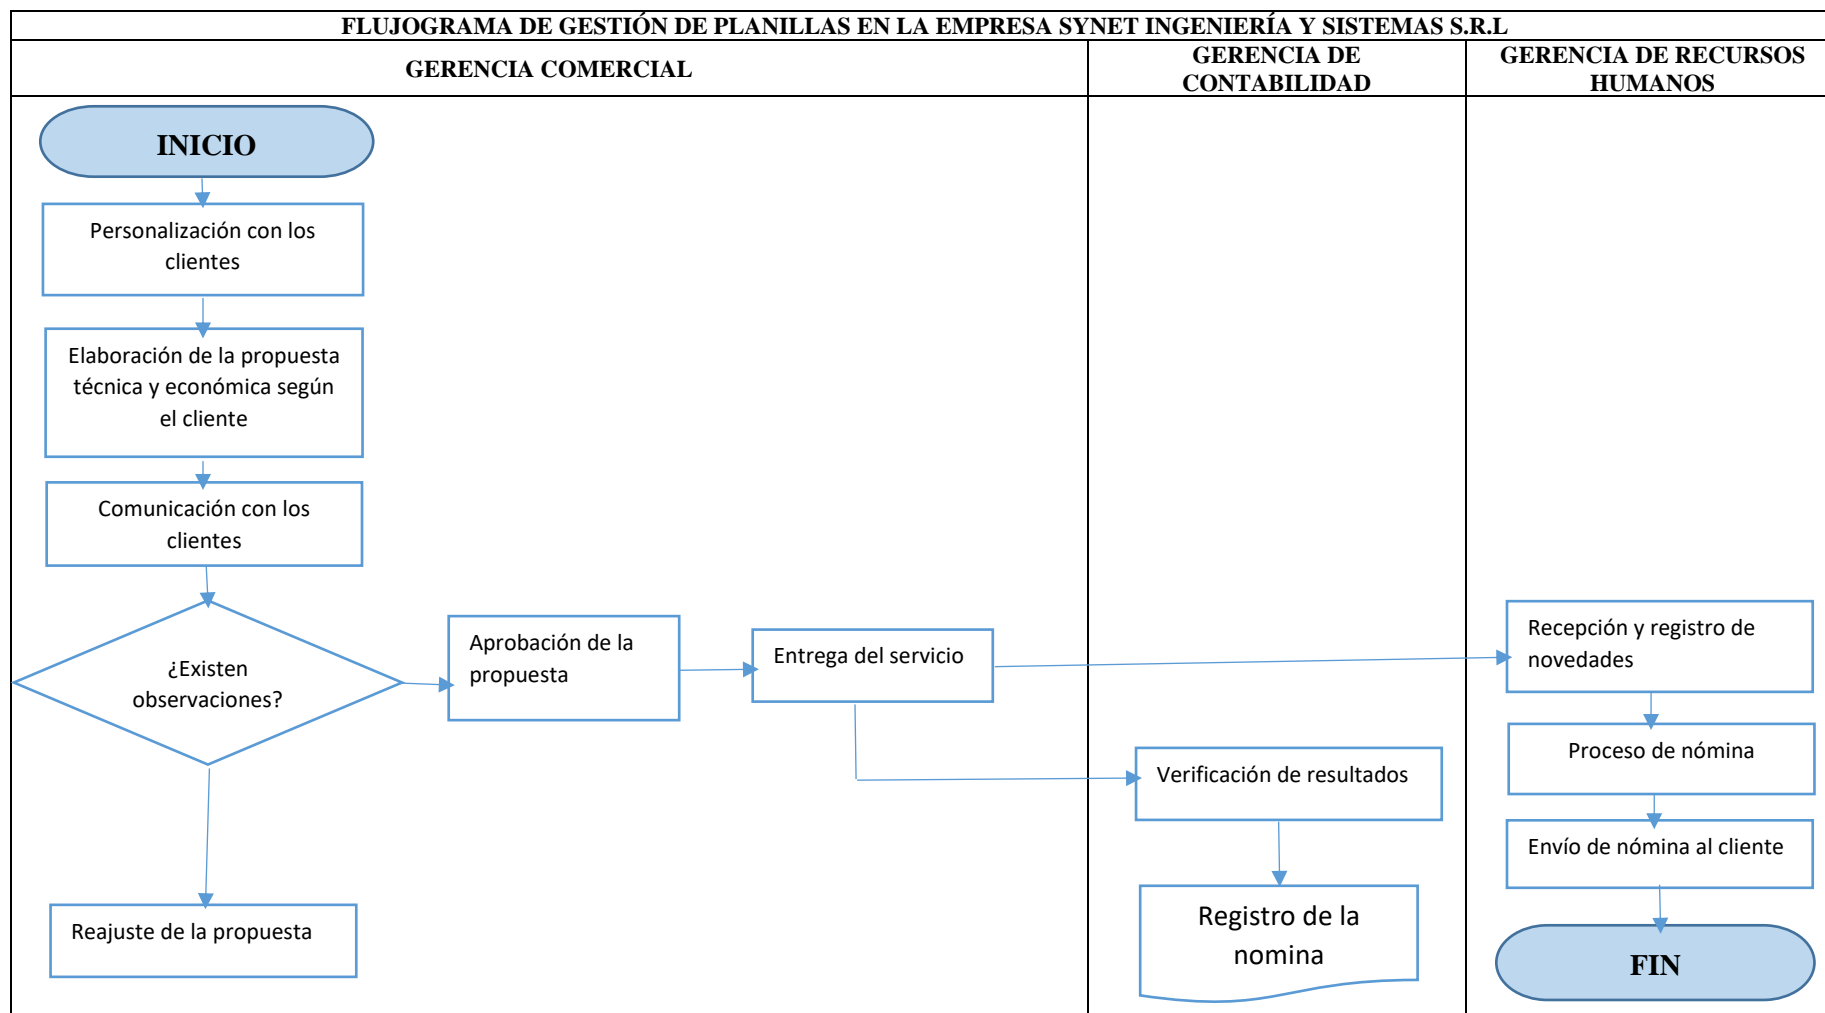 FLUJOGRAMA DE GESTIÓN DE PLANILLAS EN LA EMPRESA SYNET INGENIERÍA Y SISTEMAS S.R.L
GERENCIA COMERCIAL
GERENCIA DE
CONTABILIDAD
GERENCIA DE RECURSOS
HUMANOS
INICIO
Personalización con los
clientes
Elaboración de la propuesta
técnica y económica según
el cliente
Comunicación con los
clientes
¿Existen
observaciones?
Aprobación de la
propuesta
Entrega del servicio
Recepción y registro de
novedades
Proceso de nómina
Verificación de resultados
Envío de nómina al cliente
Reajuste de la propuesta
Registro de la
nomina
FIN